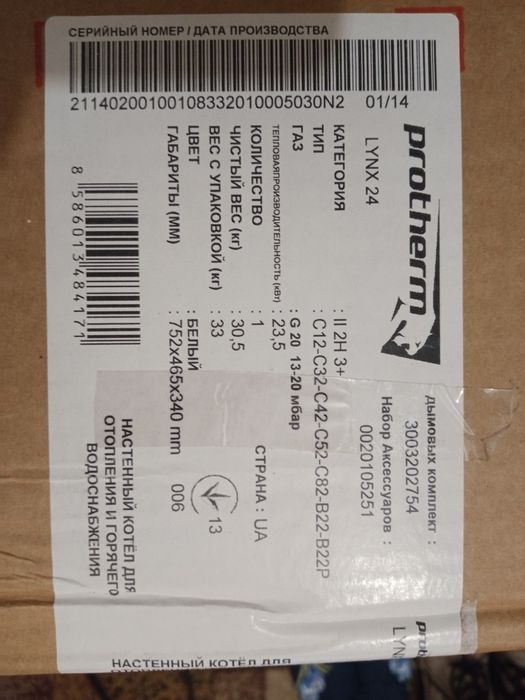 СЕРИЙНЫЙ НОМЕР / ДАТА ПРОИЗВОДСТВА
21140200100108332010005030N2 01/14
protherm
LYNX 24
дымовых комплект :
3003202754
Набор Аксессуаров :
0020105251
КАТЕГОРИЯ : II 2H 3+
ТИП : C12-C32-C42-C52-C82-B22-B22P
ГАЗ : G 20 13-20 мбар
ТЕПЛОВАЯПРОИЗВОДИТЕЛЬНОСТЬ (кВт) : 23,5
КОЛИЧЕСТВО : 1
СТРАНА : UA
ЧИСТЫЙ ВЕС (кг) : 30,5
ВЕС С УПАКОВКОЙ (кг) : 33
ЦВЕТ : БЕЛЫЙ
ГАБАРИТЫ (ММ) : 752x465x340 mm
13
006
8 586013 484171
НАСТЕННЫЙ КОТЁЛ ДЛЯ
ОТОПЛЕНИЯ И ГОРЯЧЕГО
ВОДОСНАБЖЕНИЯ
prot
LYN
НАСТЕННЫЙ КОТЕЛ ДЛЯ